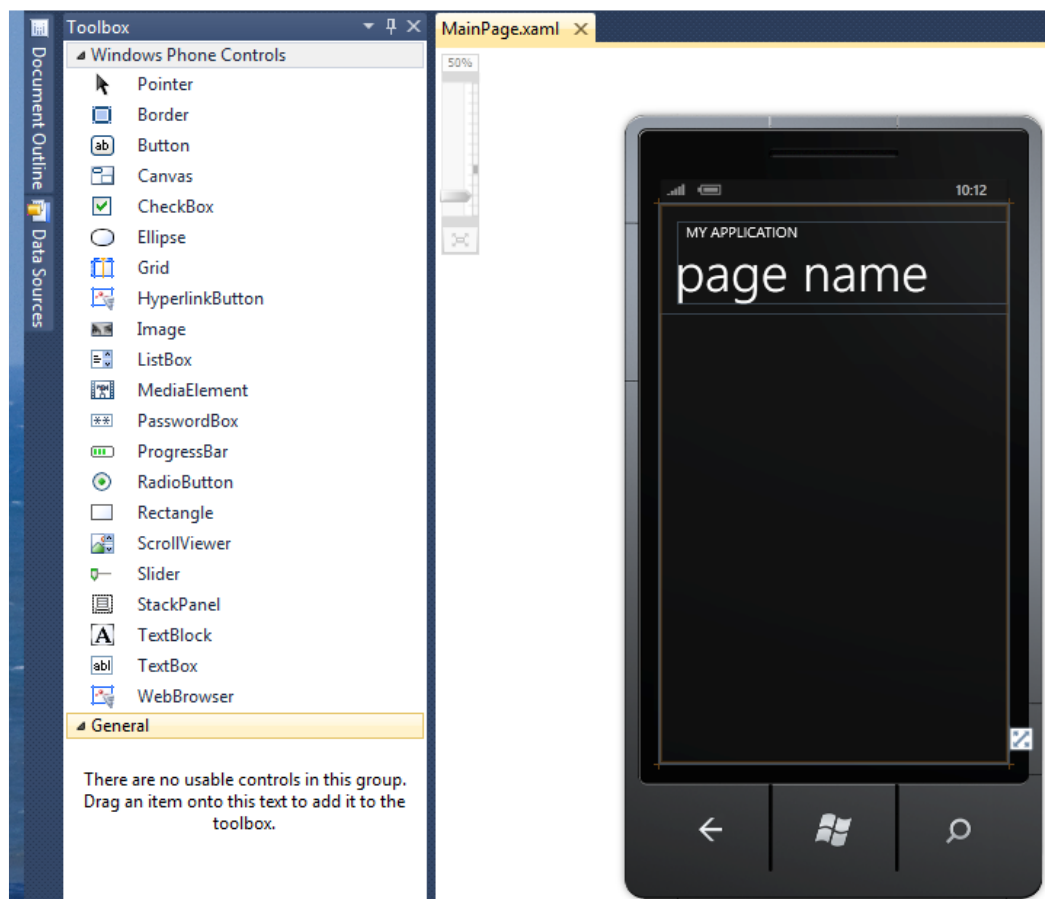 Document Outline
Data Sources
Toolbox
Windows Phone Controls
Pointer
Border
ab
Button
Canvas
CheckBox
Ellipse
Grid
HyperlinkButton
Image
ListBox
MediaElement
**
PasswordBox
ProgressBar
RadioButton
Rectangle
ScrollViewer
Slider
StackPanel
A
TextBlock
abl
TextBox
WebBrowser
General
There are no usable controls in this group.
Drag an item onto this text to add it to the
toolbox.
MainPage.xaml
50%
10:12
MY APPLICATION
page name